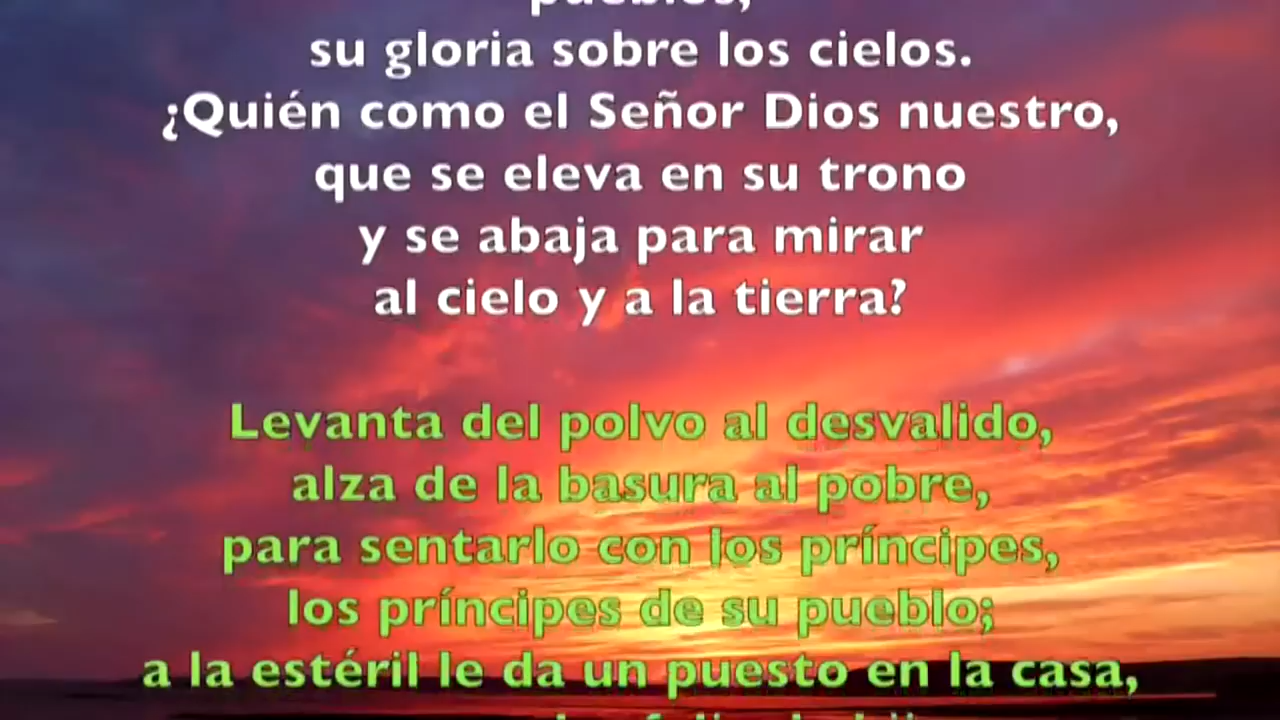 pueblos,
su gloria sobre los cielos.
¿Quién como el Señor Dios nuestro,
que se eleva en su trono
y se abaja para mirar
al cielo y a la tierra?
Levanta del polvo al desvalido,
alza de la basura al pobre,
para sentarlo con los príncipes,
los príncipes de su pueblo;
a la estéril le da un puesto en la casa,